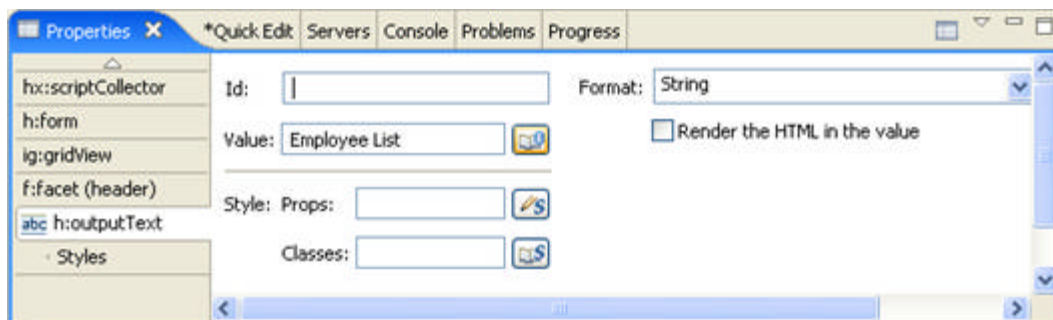 Properties *Quick Edit Servers Console Problems Progress
hx:scriptCollector
h:form
ig:gridView
f:facet (header)
abc h:outputText
Styles
Id:
Value: Employee List
Style: Props:
Classes:
Format: String
Render the HTML in the value